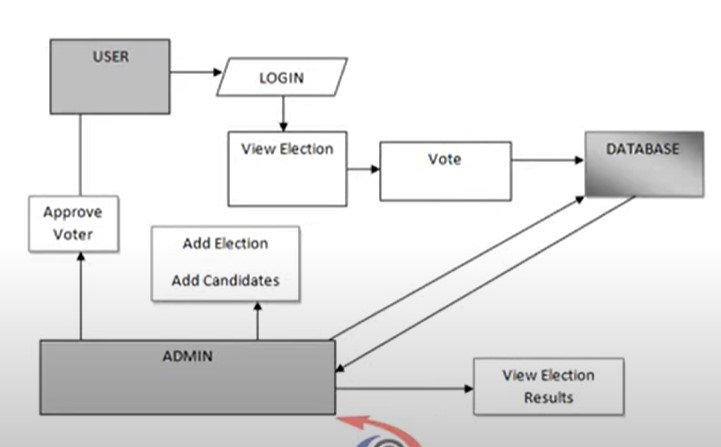 USER
LOGIN
View Election
Vote
DATABASE
Approve
Voter
Add Election
Add Candidates
ADMIN
View Election
Results